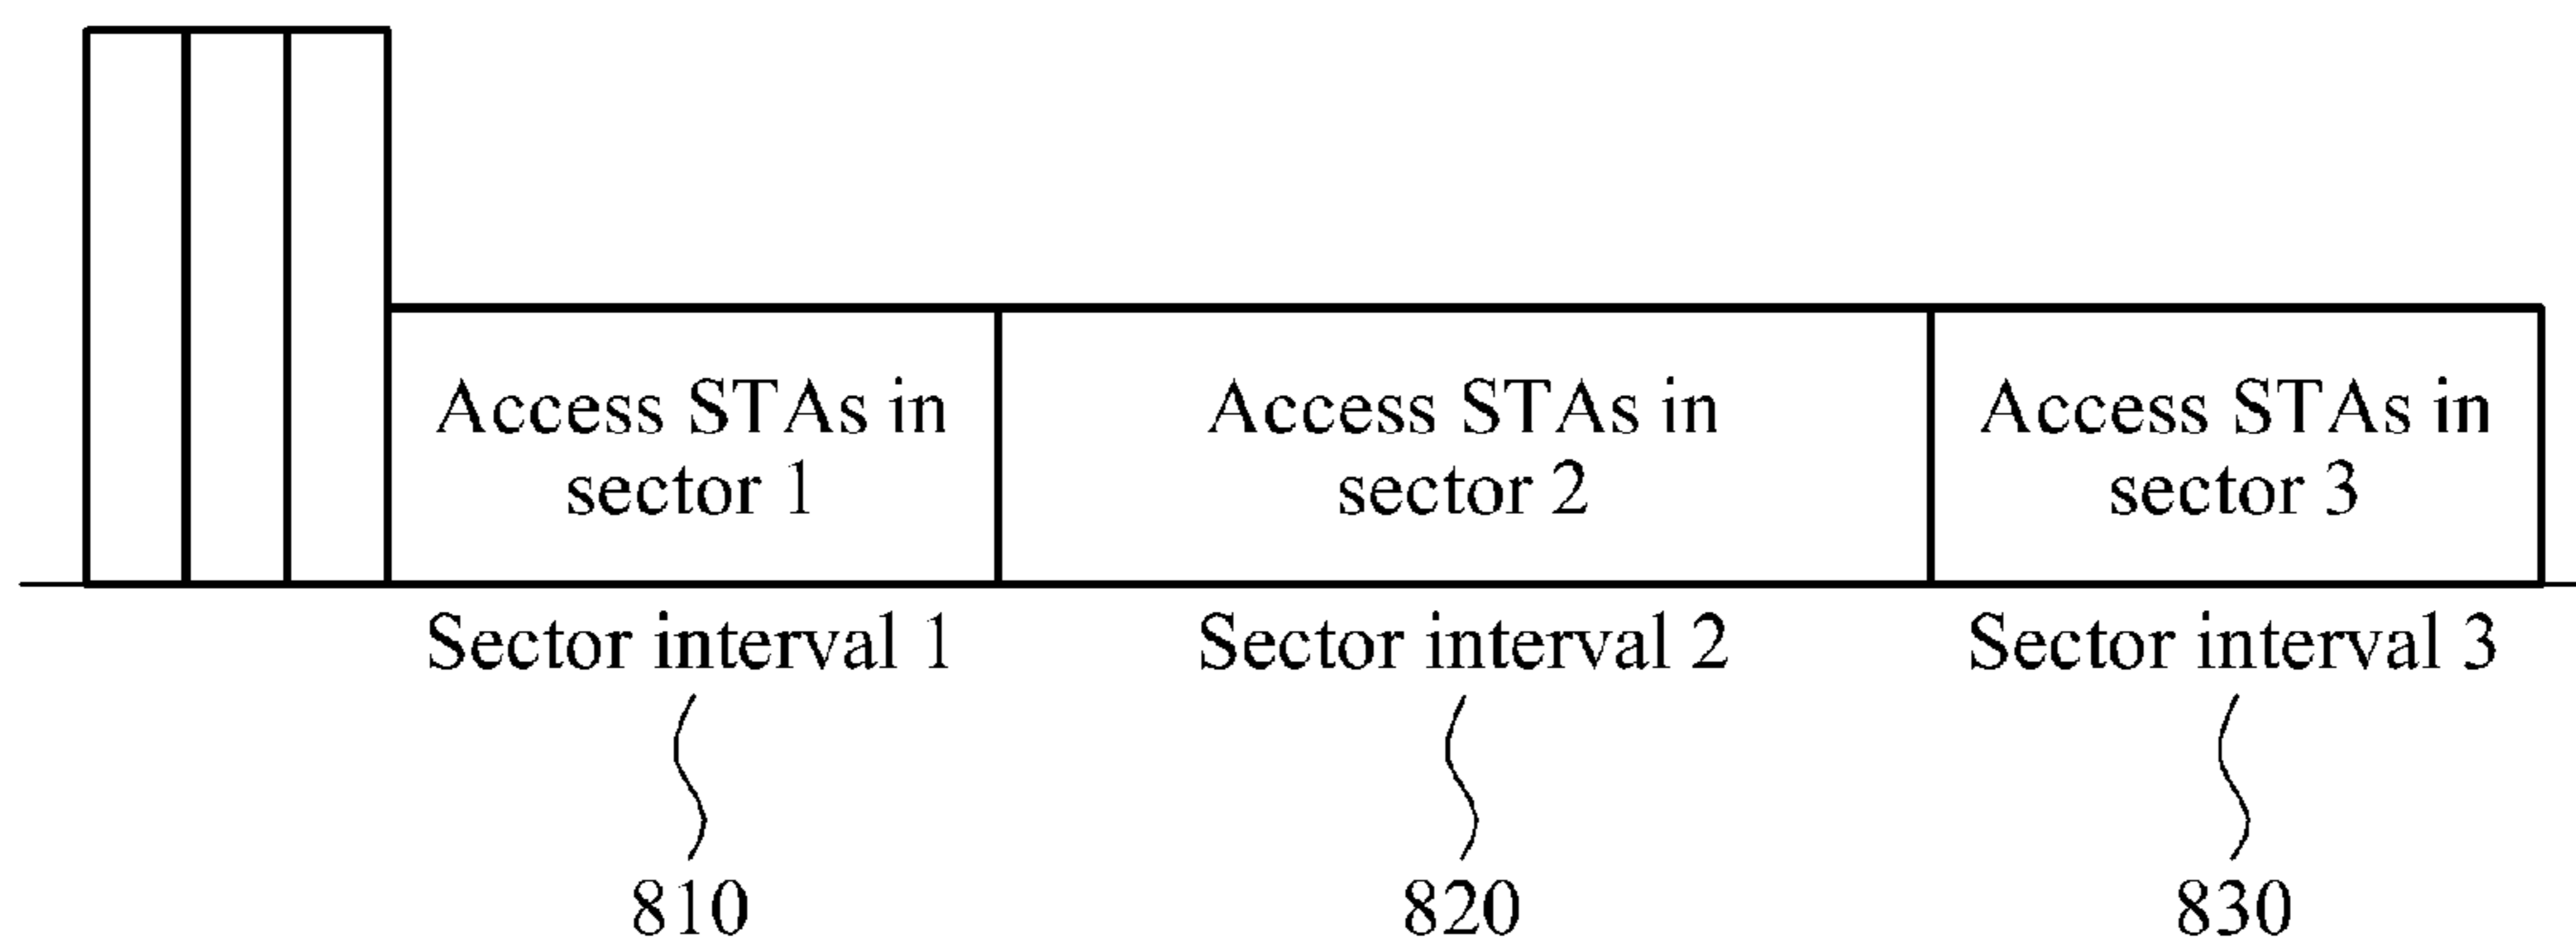 Access STAs in
sector 1
Access STAs in
sector 2
Access STAs in
sector 3
Sector interval 1
Sector interval 2
Sector interval 3
810
820
830